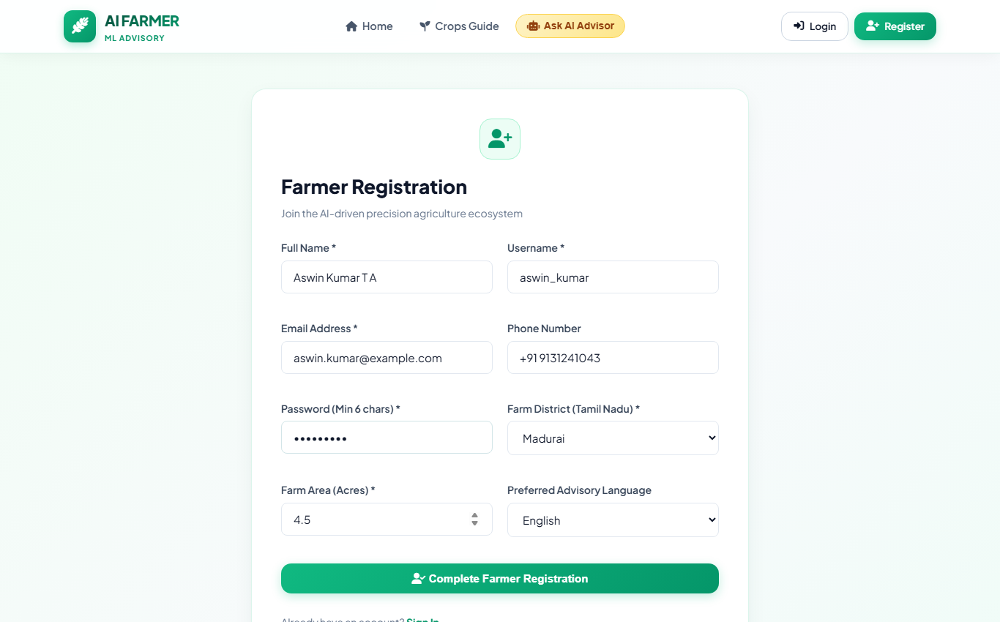 AI FARMER
ML ADVISORY
Home
Crops Guide
Ask AI Advisor
Login
Register
Farmer Registration
Join the AI-driven precision agriculture ecosystem
Full Name *
Username *
Aswin Kumar T A
aswin_kumar
Email Address *
Phone Number
aswin.kumar@example.com
+91 9131241043
Password (Min 6 chars) *
Farm District (Tamil Nadu) *
•••••••••
Madurai
Farm Area (Acres) *
Preferred Advisory Language
4.5
English
Complete Farmer Registration
Already have an account? Sign In